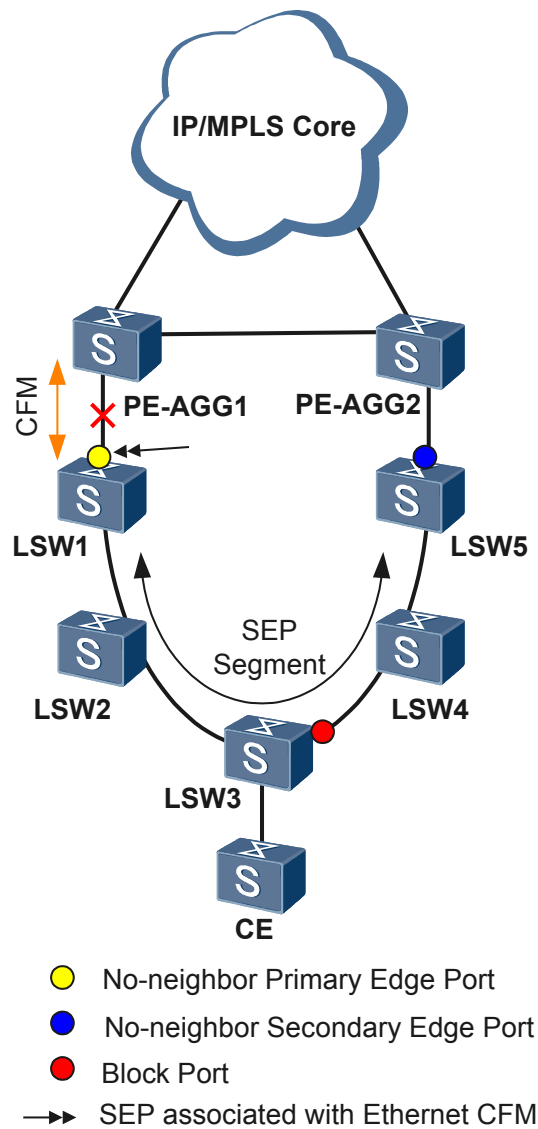 IP/MPLS Core
S
S
CFM
PE-AGG1
PE-AGG2
S
S
LSW1
LSW5
SEP
Segment
S
S
LSW2
LSW4
S
LSW3
S
CE
No-neighbor Primary Edge Port
No-neighbor Secondary Edge Port
Block Port
SEP associated with Ethernet CFM